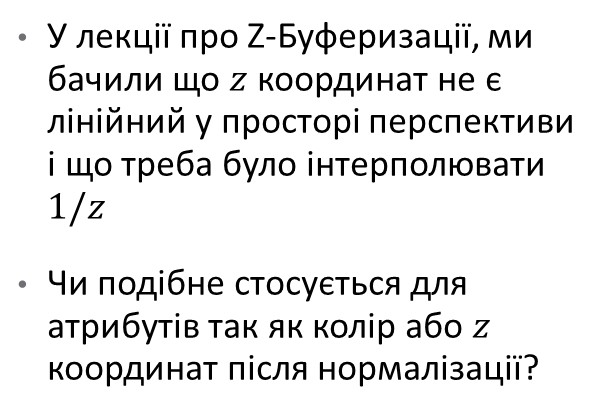 • У лекції про Z-Буферизації, ми
бачили що z координат не є
лінійний у просторі перспективи
і що треба було інтерполювати
1/z
• Чи подібне стосується для
атрибутів так як колір або z
координат після нормалізації?